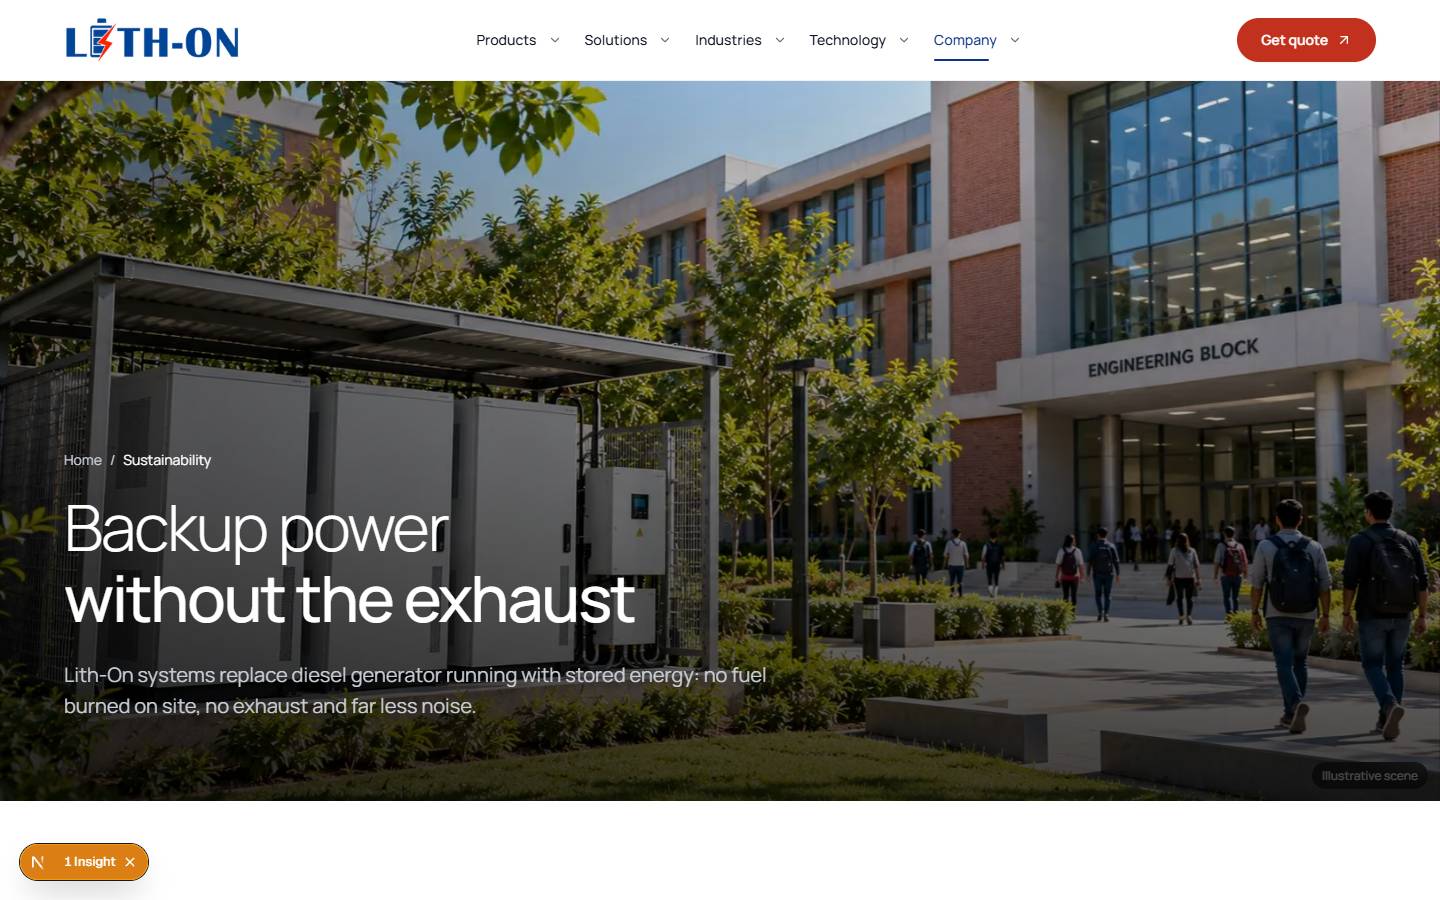 LITH-ON
Products
Solutions
Industries
Technology
Company
Get quote
ENGINEERING BLOCK
Home / Sustainability
Backup power
without the exhaust
Lith-On systems replace diesel generator running with stored energy: no fuel
burned on site, no exhaust and far less noise.
Illustrative scene
1 Insight